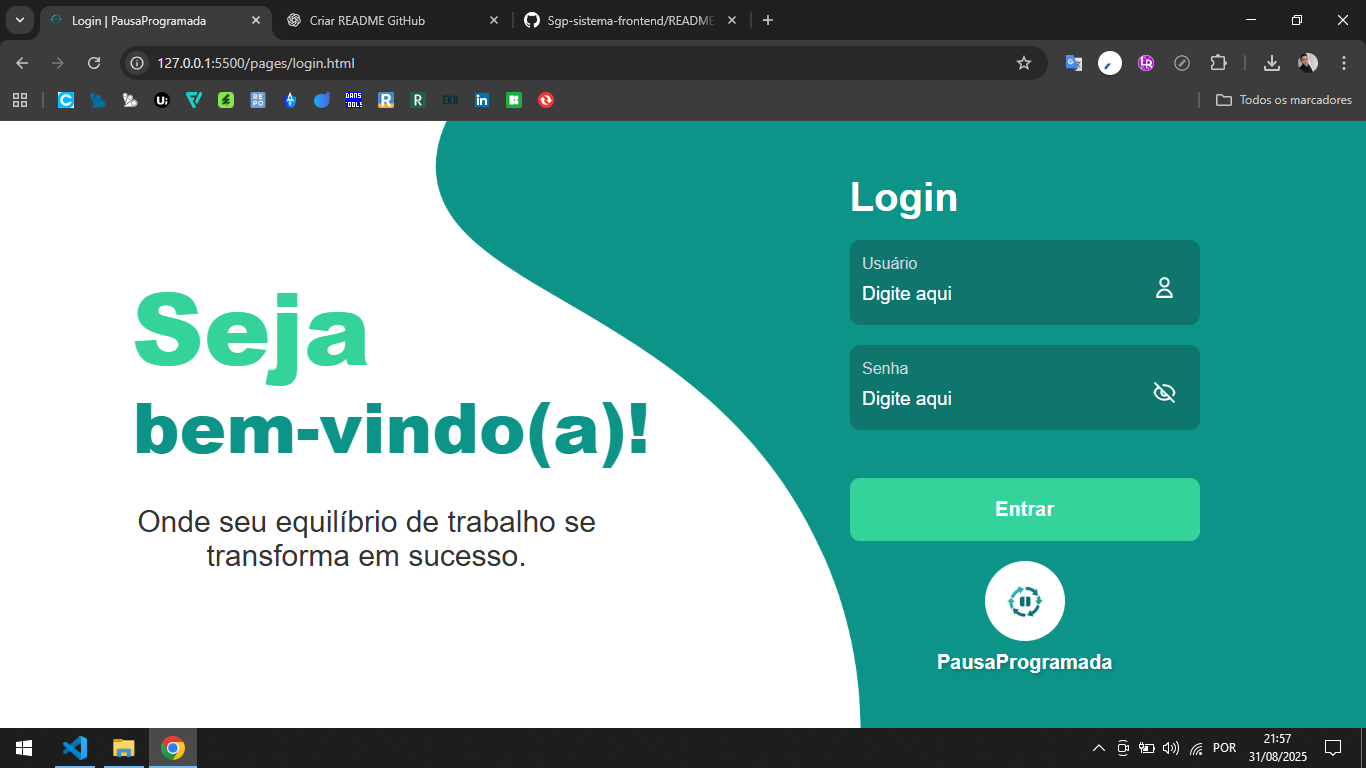 Login | PausaProgramada
Criar README GitHub
Sgp-sistema-frontend/README
127.0.0.1:5500/pages/login.html
Todos os marcadores
Seja
bem-vindo(a)!
Onde seu equilíbrio de trabalho se
transforma em sucesso.
Login
Usuário
Digite aqui
Senha
Digite aqui
Entrar
PausaProgramada
POR
21:57
31/08/2025